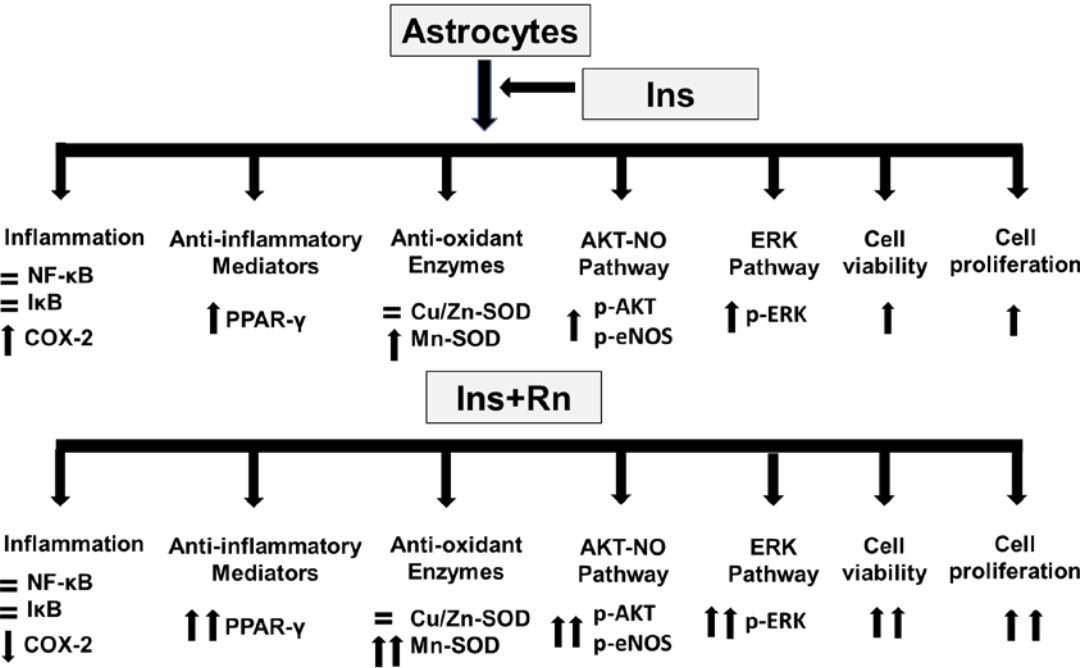 Astrocytes
Ins
Inflammation
= NF-κB
= IκB
↑ COX-2
Anti-inflammatory
Mediators
↑ PPAR-γ
Anti-oxidant
Enzymes
= Cu/Zn-SOD
↑ Mn-SOD
AKT-NO
Pathway
↑ p-AKT
p-eNOS
ERK
Pathway
↑ p-ERK
Cell
viability
↑
Cell
proliferation
↑
Ins+Rn
Inflammation
= NF-κB
= IκB
↓ COX-2
Anti-inflammatory
Mediators
↑↑ PPAR-γ
Anti-oxidant
Enzymes
= Cu/Zn-SOD
↑↑ Mn-SOD
AKT-NO
Pathway
↑↑ p-AKT
p-eNOS
ERK
Pathway
↑↑ p-ERK
Cell
viability
↑↑
Cell
proliferation
↑↑